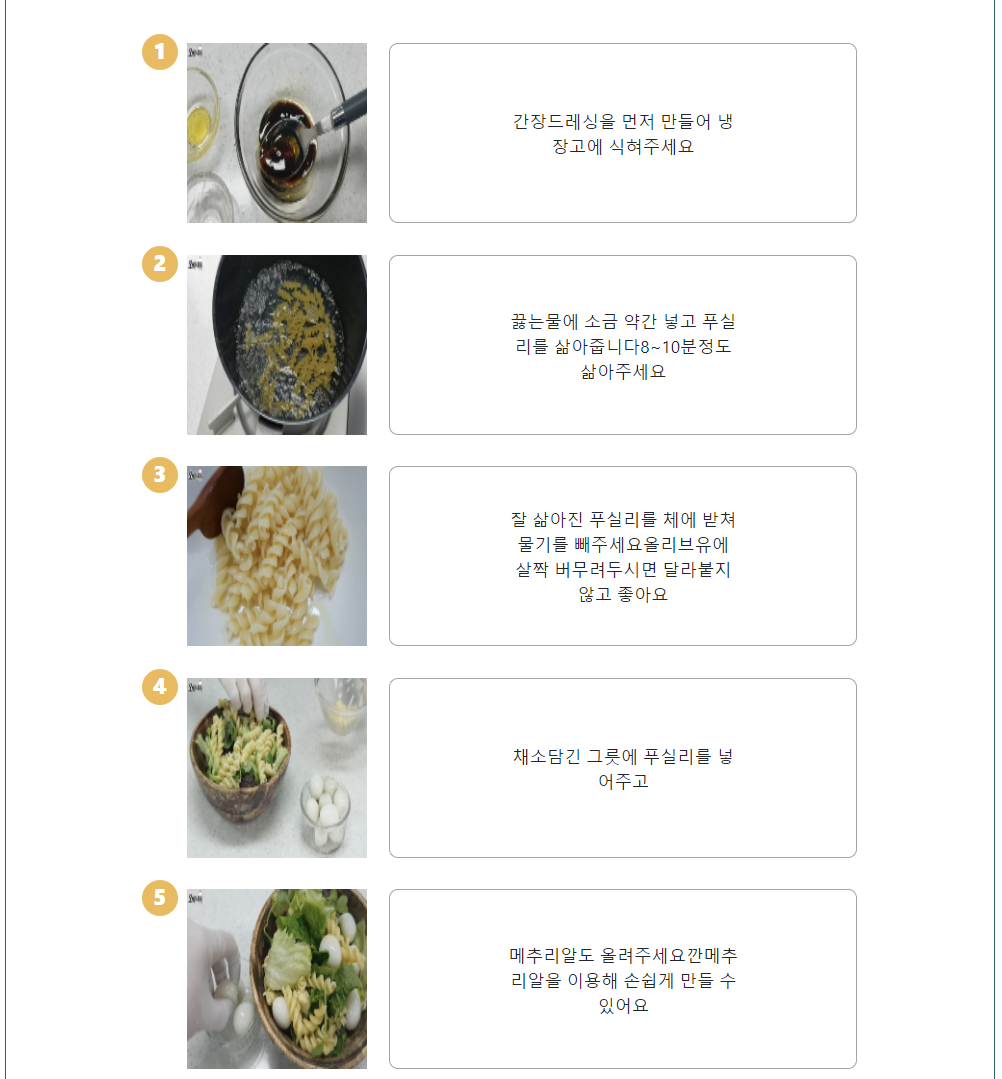 1
간장드레싱을 먼저 만들어 냉
장고에 식혀주세요
2
끓는물에 소금 약간 넣고 푸실
리를 삶아줍니다8~10분정도
삶아주세요
3
잘 삶아진 푸실리를 체에 받쳐
물기를 빼주세요올리브유에
살짝 버무려두시면 달라붙지
않고 좋아요
4
채소담긴 그릇에 푸실리를 넣
어주고
5
메추리알도 올려주세요깐메추
리알을 이용해 손쉽게 만들 수
있어요